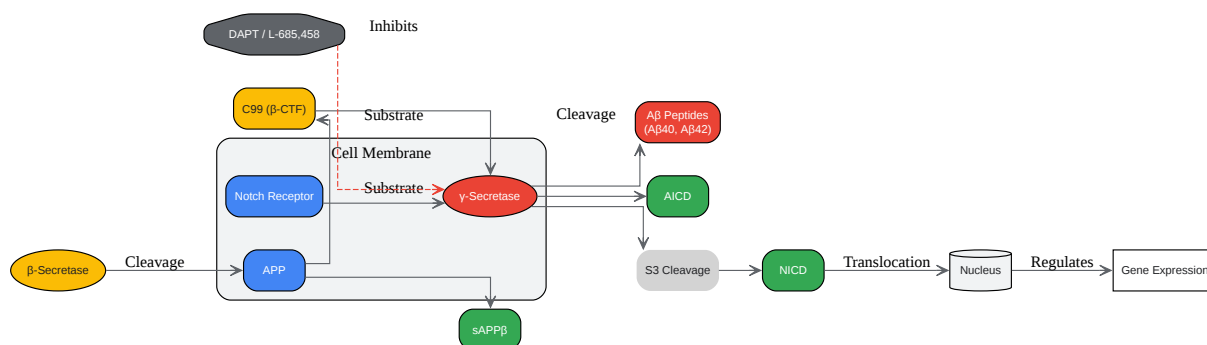 DAPT / L-685,458
Inhibits
C99 (β-CTF)
Substrate
Cleavage
Aβ Peptides
(Aβ40, Aβ42)
Cell Membrane
Notch Receptor
Substrate
γ-Secretase
AICD
β-Secretase
Cleavage
APP
S3 Cleavage
NICD
Translocation
Nucleus
Regulates
Gene Expression
sAPPβ